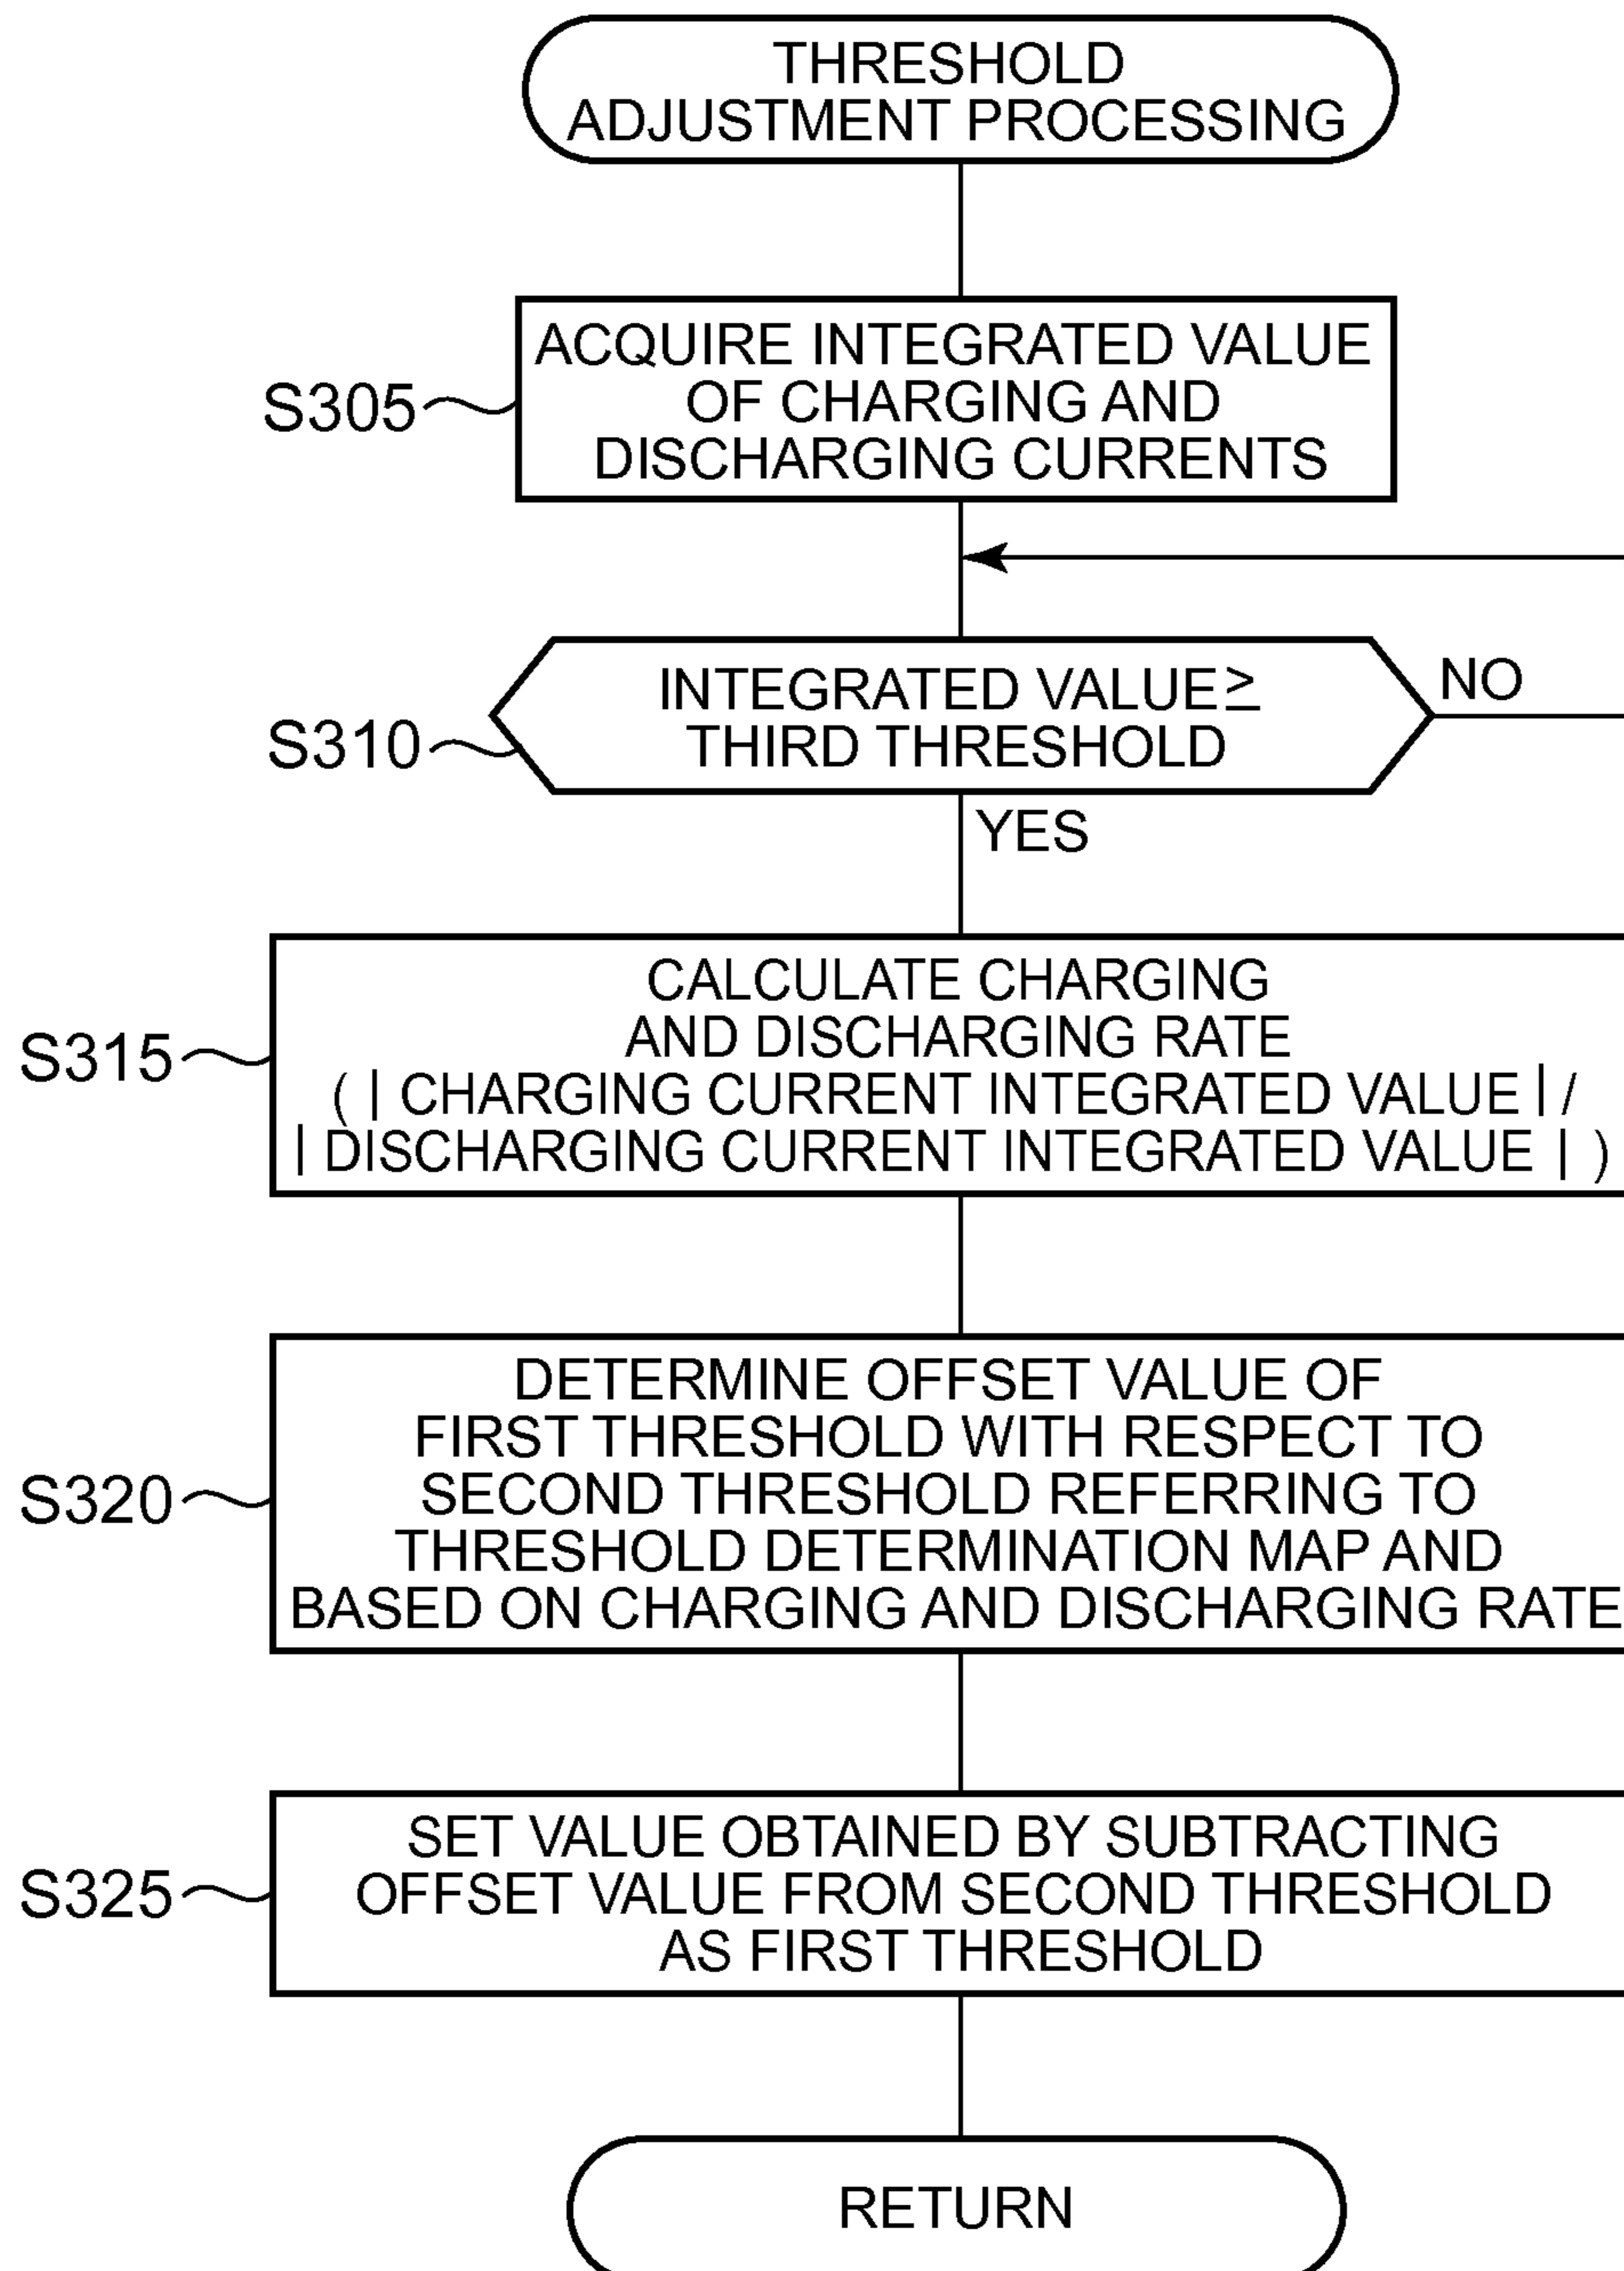 THRESHOLD
ADJUSTMENT PROCESSING
ACQUIRE INTEGRATED VALUE
OF CHARGING AND
DISCHARGING CURRENTS
S305
INTEGRATED VALUE ≥
THIRD THRESHOLD
NO
S310
YES
CALCULATE CHARGING
AND DISCHARGING RATE
( | CHARGING CURRENT INTEGRATED VALUE | /
| DISCHARGING CURRENT INTEGRATED VALUE | )
S315
DETERMINE OFFSET VALUE OF
FIRST THRESHOLD WITH RESPECT TO
SECOND THRESHOLD REFERRING TO
THRESHOLD DETERMINATION MAP AND
BASED ON CHARGING AND DISCHARGING RATE
S320
SET VALUE OBTAINED BY SUBTRACTING
OFFSET VALUE FROM SECOND THRESHOLD
AS FIRST THRESHOLD
S325
RETURN